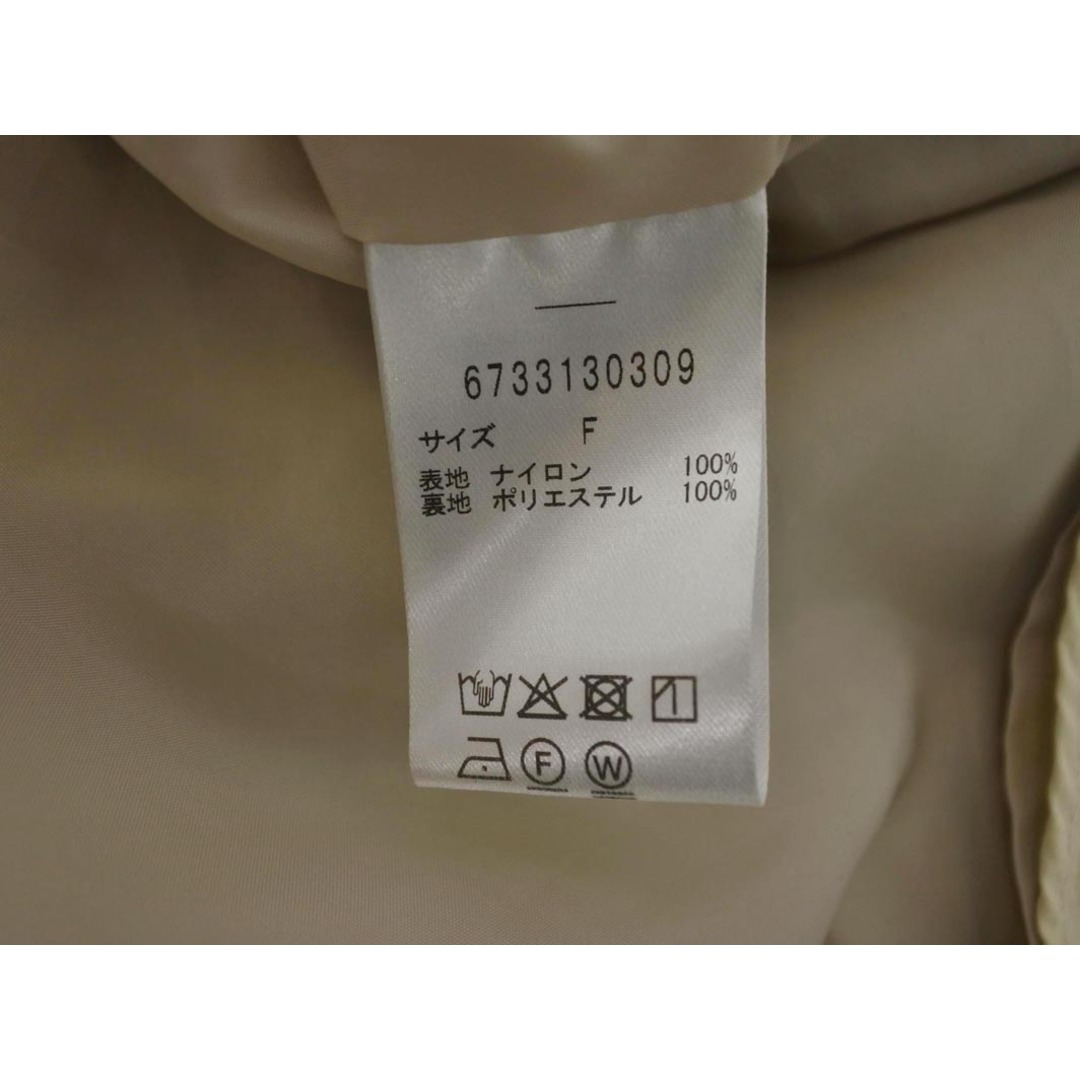 6733130309
サイズ F
表地 ナイロン 100%
裏地 ポリエステル 100%
F W